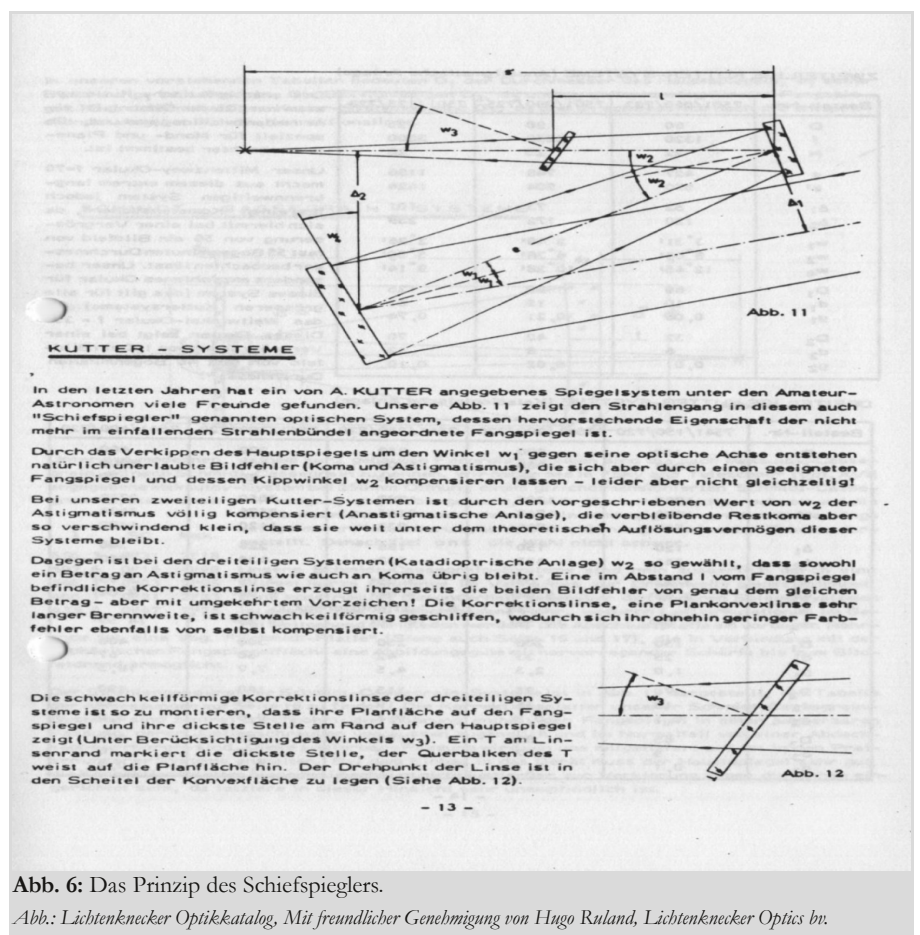 s'
l
w3
w2
w2
Δ2
Δ1
w1
e
w1
w1
Abb. 11
KUTTER - SYSTEME
In den letzten Jahren hat ein von A. KUTTER angegebenes Spiegelsystem unter den Amateur-
Astronomen viele Freunde gefunden. Unsere Abb. 11 zeigt den Strahlengang in diesem auch
"Schiefspiegler" genannten optischen System, dessen hervorstechende Eigenschaft der nicht
mehr im einfallenden Strahlenbündel angeordnete Fangspiegel ist.
Durch das Verkippen des Hauptspiegels um den Winkel w1 gegen seine optische Achse entstehen
natürlich unerlaubte Bildfehler (Koma und Astigmatismus), die sich aber durch einen geeigneten
Fangspiegel und dessen Kippwinkel w2 kompensieren lassen - leider aber nicht gleichzeitig!
Bei unseren zweiteiligen Kutter-Systemen ist durch den vorgeschriebenen Wert von w2 der
Astigmatismus völlig kompensiert (Anastigmatische Anlage), die verbleibende Restkoma aber
so verschwindend klein, dass sie weit unter dem theoretischen Auflösungsvermögen dieser
Systeme bleibt.
Dagegen ist bei den dreiteiligen Systemen (Katadioptrische Anlage) w2 so gewählt, dass sowohl
ein Betrag an Astigmatismus wie auch an Koma übrig bleibt. Eine im Abstand l vom Fangspiegel
befindliche Korrektionslinse erzeugt ihrerseits die beiden Bildfehler von genau dem gleichen
Betrag - aber mit umgekehrtem Vorzeichen! Die Korrektionslinse, eine Plankonvexlinse sehr
langer Brennweite, ist schwach keilförmig geschliffen, wodurch sich ihr ohnehin geringer Farb-
fehler ebenfalls von selbst kompensiert.
Die schwach keilförmige Korrektionslinse der dreiteiligen Sy-
steme ist so zu montieren, dass ihre Planfläche auf den Fang-
spiegel und ihre dickste Stelle am Rand auf den Hauptspiegel
zeigt (Unter Berücksichtigung des Winkels w3). Ein T am Lin-
senrand markiert die dickste Stelle, der Querbalken des T
weist auf die Planfläche hin. Der Drehpunkt der Linse ist in
den Scheitel der Konvexfläche zu legen (Siehe Abb. 12).
Abb. 12
- 13 -
Abb. 6: Das Prinzip des Schiefspieglers.
Abb.: Lichtenknecker Optikkatalog, Mit freundlicher Genehmigung von Hugo Ruland, Lichtenknecker Optics bv.